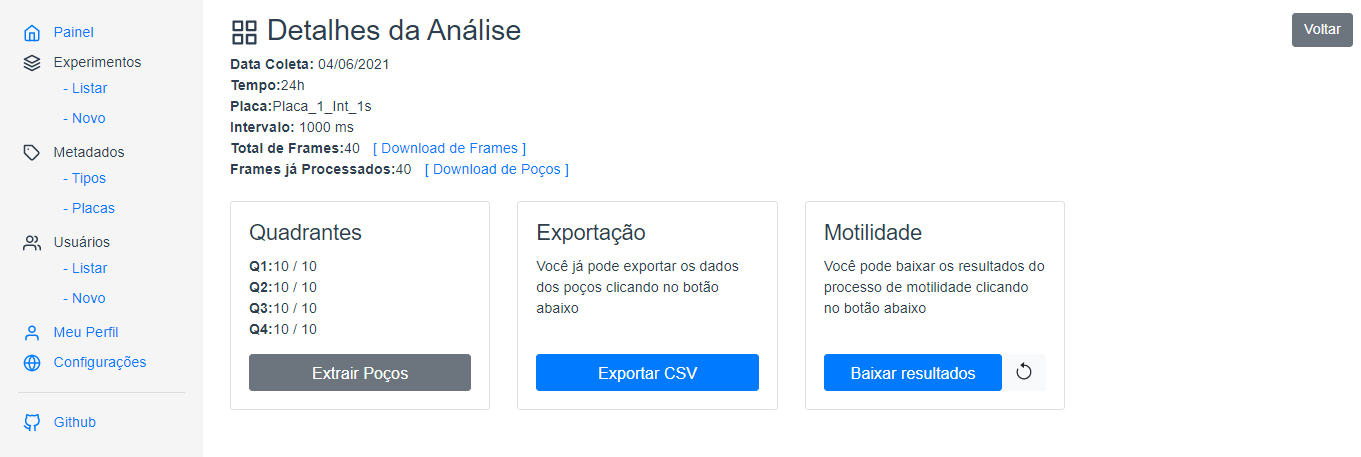 Painel
Experimentos
- Listar
- Novo
Metadados
- Tipos
- Placas
Usuários
- Listar
- Novo
Meu Perfil
Configurações
Github
Detalhes da Análise
Voltar
Data Coleta: 04/06/2021
Tempo:24h
Placa:Placa_1_Int_1s
Intervalo: 1000 ms
Total de Frames:40 [ Download de Frames ]
Frames já Processados:40 [ Download de Poços ]
Quadrantes
Q1:10 / 10
Q2:10 / 10
Q3:10 / 10
Q4:10 / 10
Extrair Poços
Exportação
Você já pode exportar os dados
dos poços clicando no botão
abaixo
Exportar CSV
Motilidade
Você pode baixar os resultados do
processo de motilidade clicando
no botão abaixo
Baixar resultados